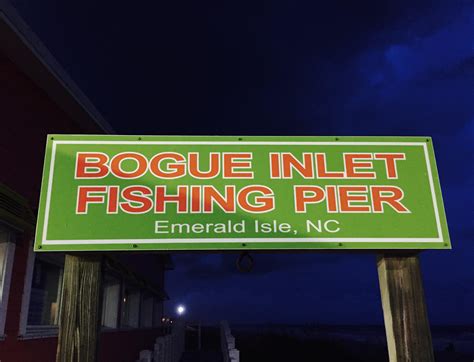 BOGUE INLET
FISHING PIER
Emerald Isle, NC